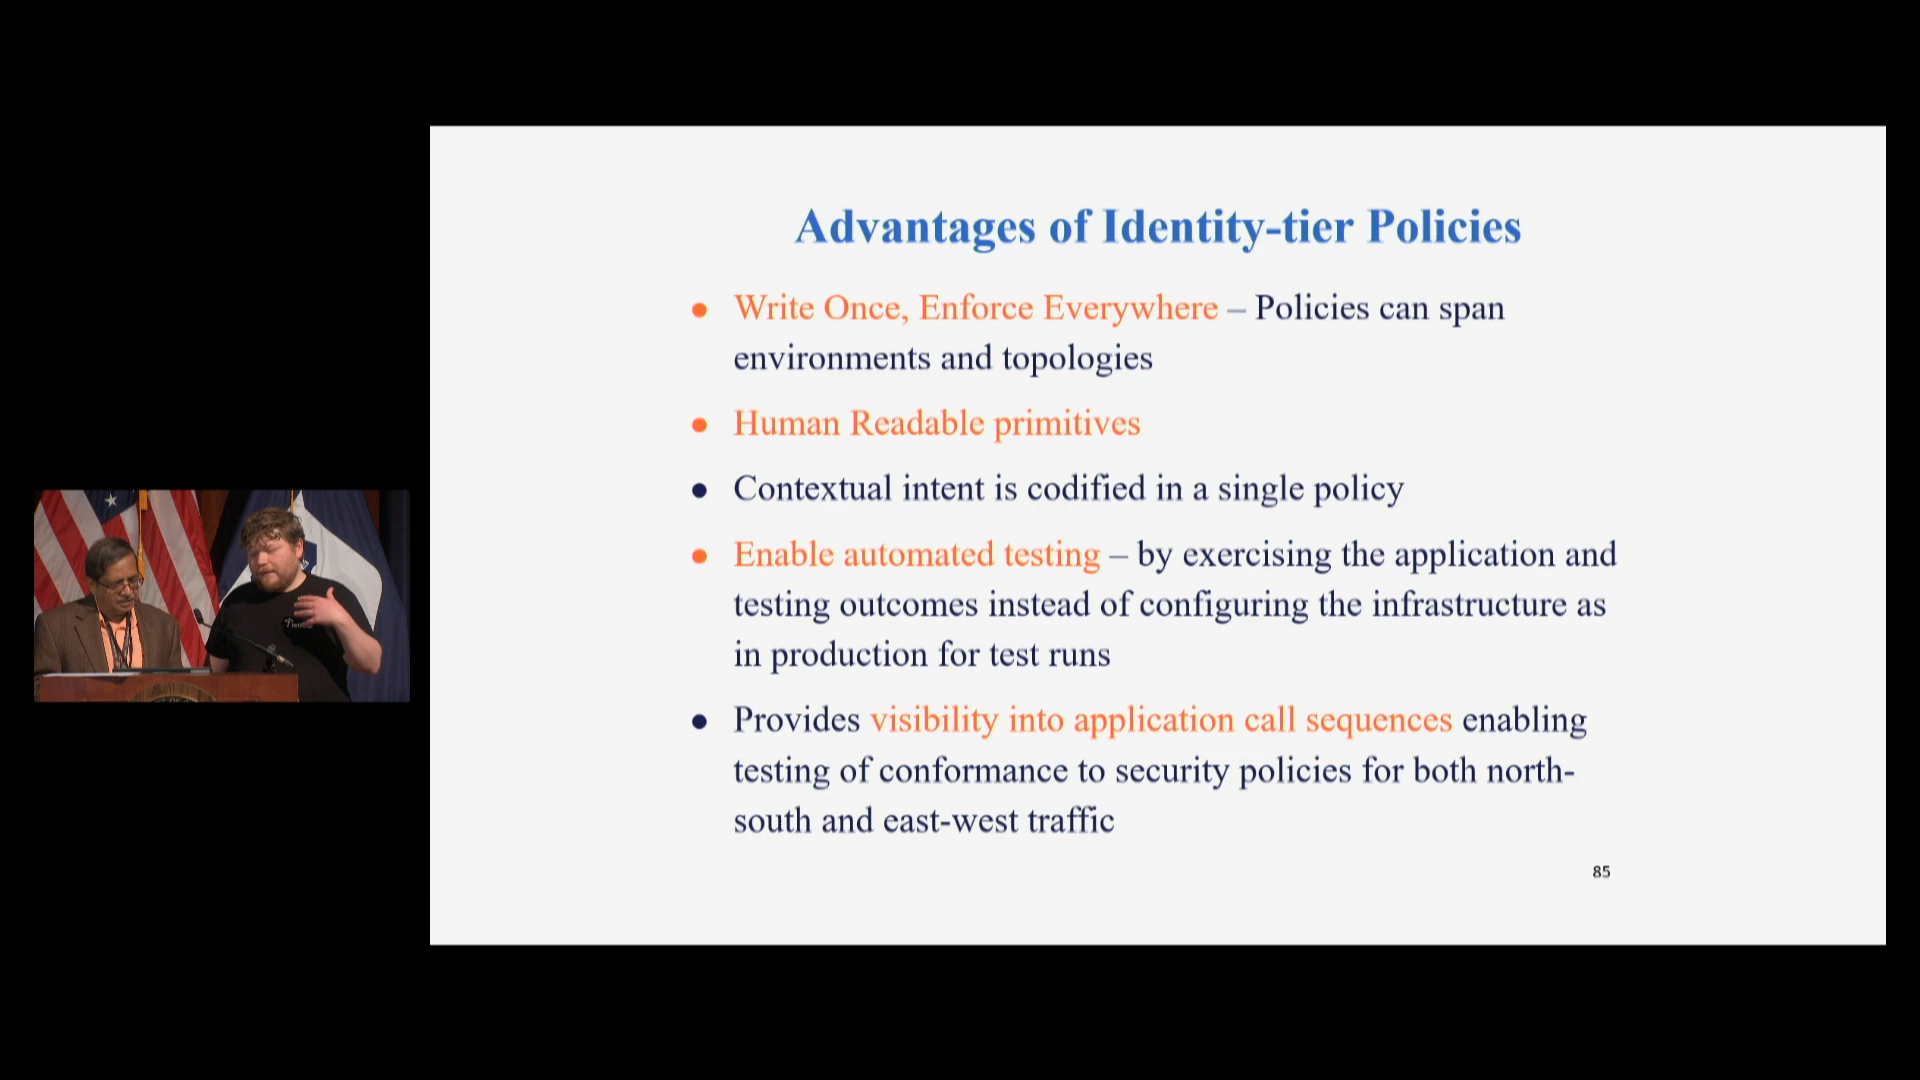 Advantages of Identity-tier Policies
● Write Once, Enforce Everywhere – Policies can span
environments and topologies
● Human Readable primitives
● Contextual intent is codified in a single policy
● Enable automated testing – by exercising the application and
testing outcomes instead of configuring the infrastructure as
in production for test runs
● Provides visibility into application call sequences enabling
testing of conformance to security policies for both north-
south and east-west traffic
85